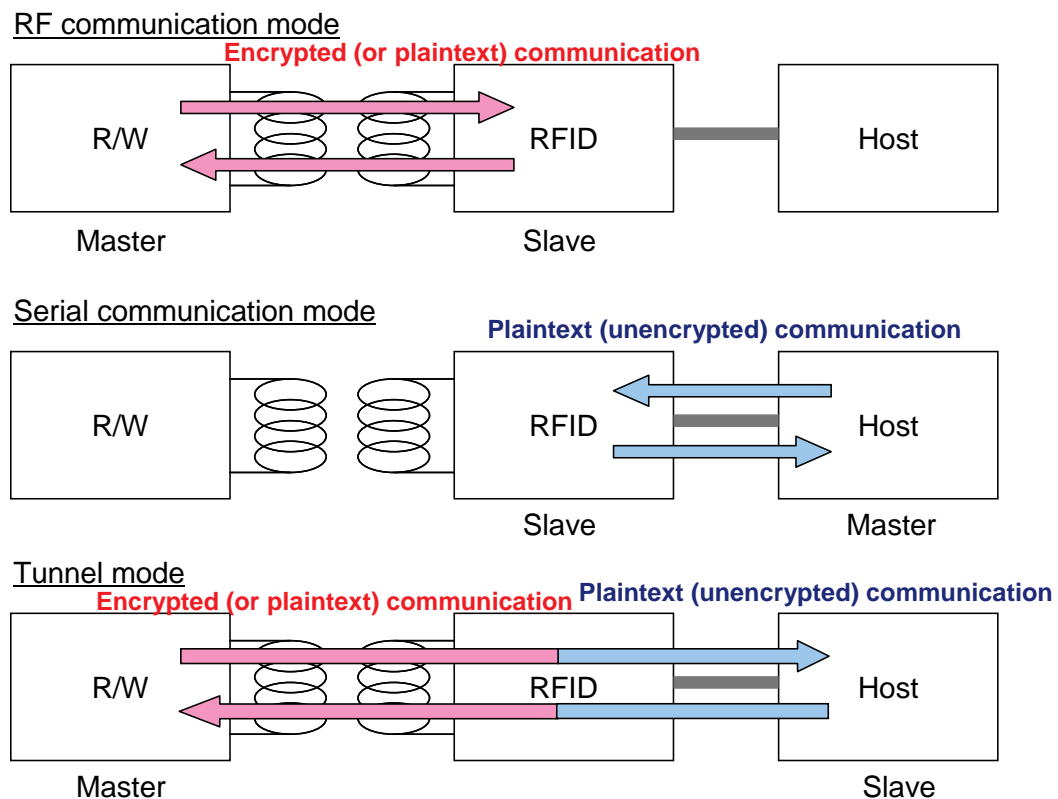 RF communication mode
Encrypted (or plaintext) communication
R/W
RFID
Host
Master
Slave
Serial communication mode
Plaintext (unencrypted) communication
R/W
RFID
Host
Slave
Master
Tunnel mode
Encrypted (or plaintext) communication
Plaintext (unencrypted) communication
R/W
RFID
Host
Master
Slave